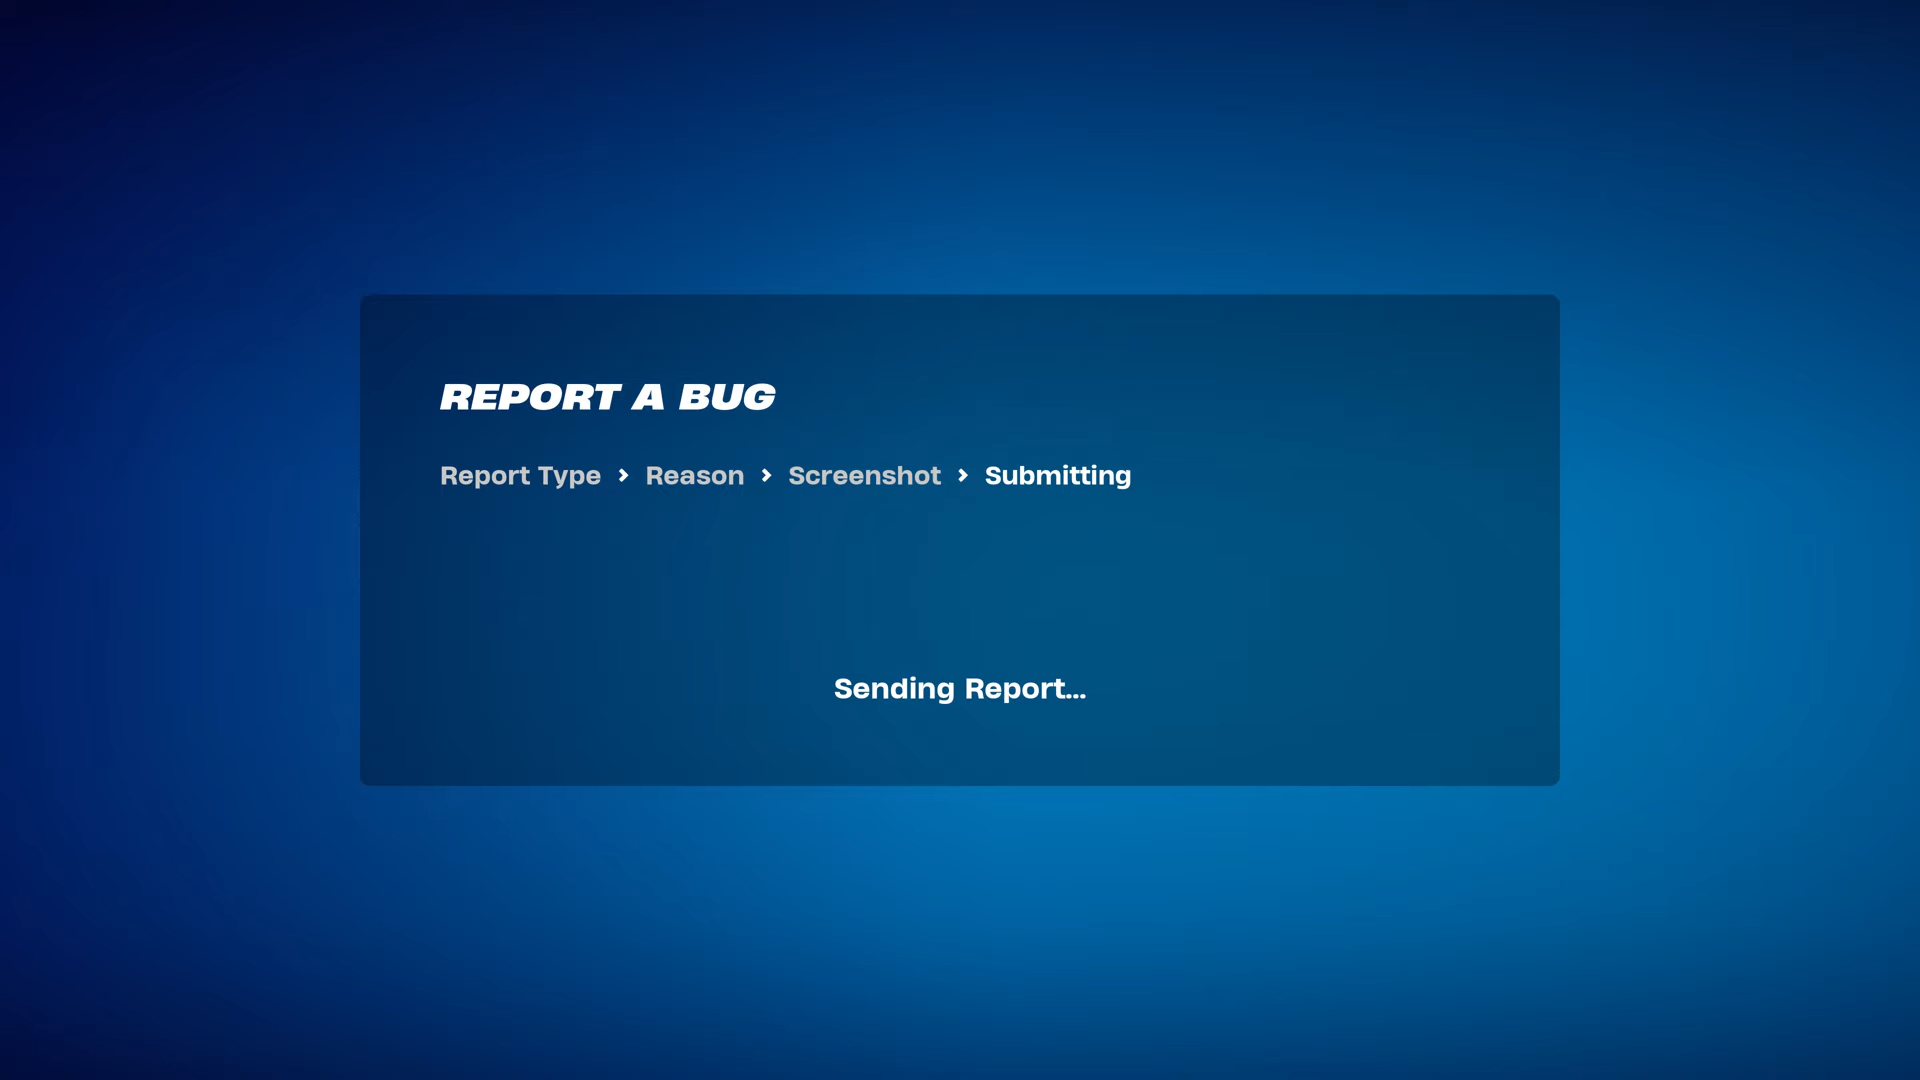 REPORT A BUG
Report Type > Reason > Screenshot > Submitting
Sending Report...